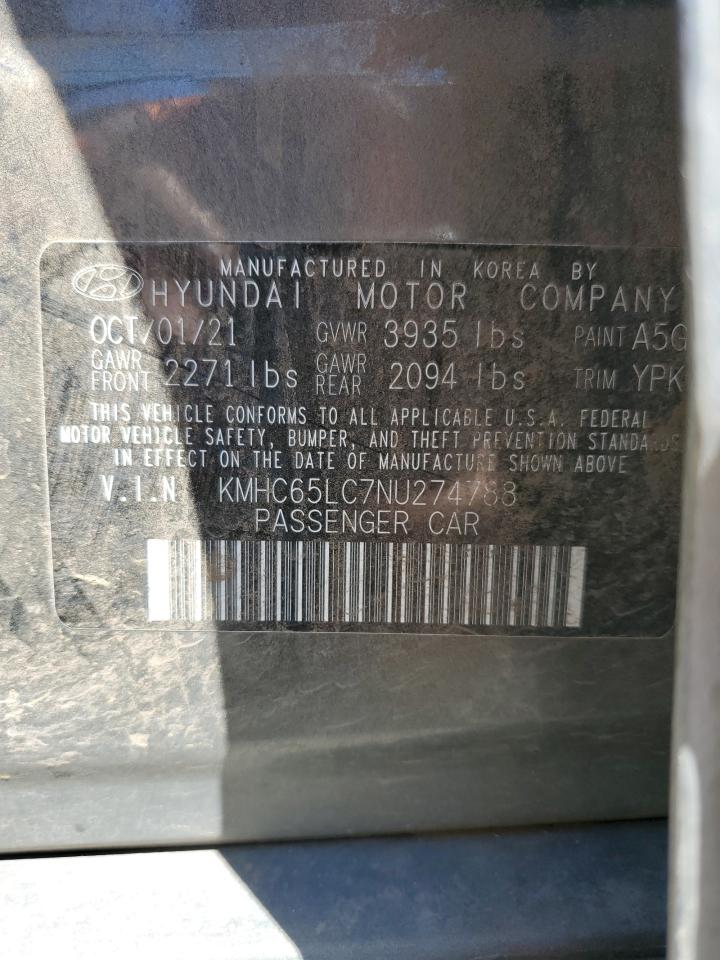 MANUFACTURED IN KOREA BY
HYUNDAI MOTOR COMPANY
OCT/01/21 GVWR 3935 lbs PAINT A5G
GAWR FRONT 2271 lbs GAWR REAR 2094 lbs TRIM YPK
THIS VEHICLE CONFORMS TO ALL APPLICABLE U.S.A. FEDERAL
MOTOR VEHICLE SAFETY, BUMPER, AND THEFT PREVENTION STANDARDS
IN EFFECT ON THE DATE OF MANUFACTURE SHOWN ABOVE
V.I.N KMHC65LC7NU274788
PASSENGER CAR